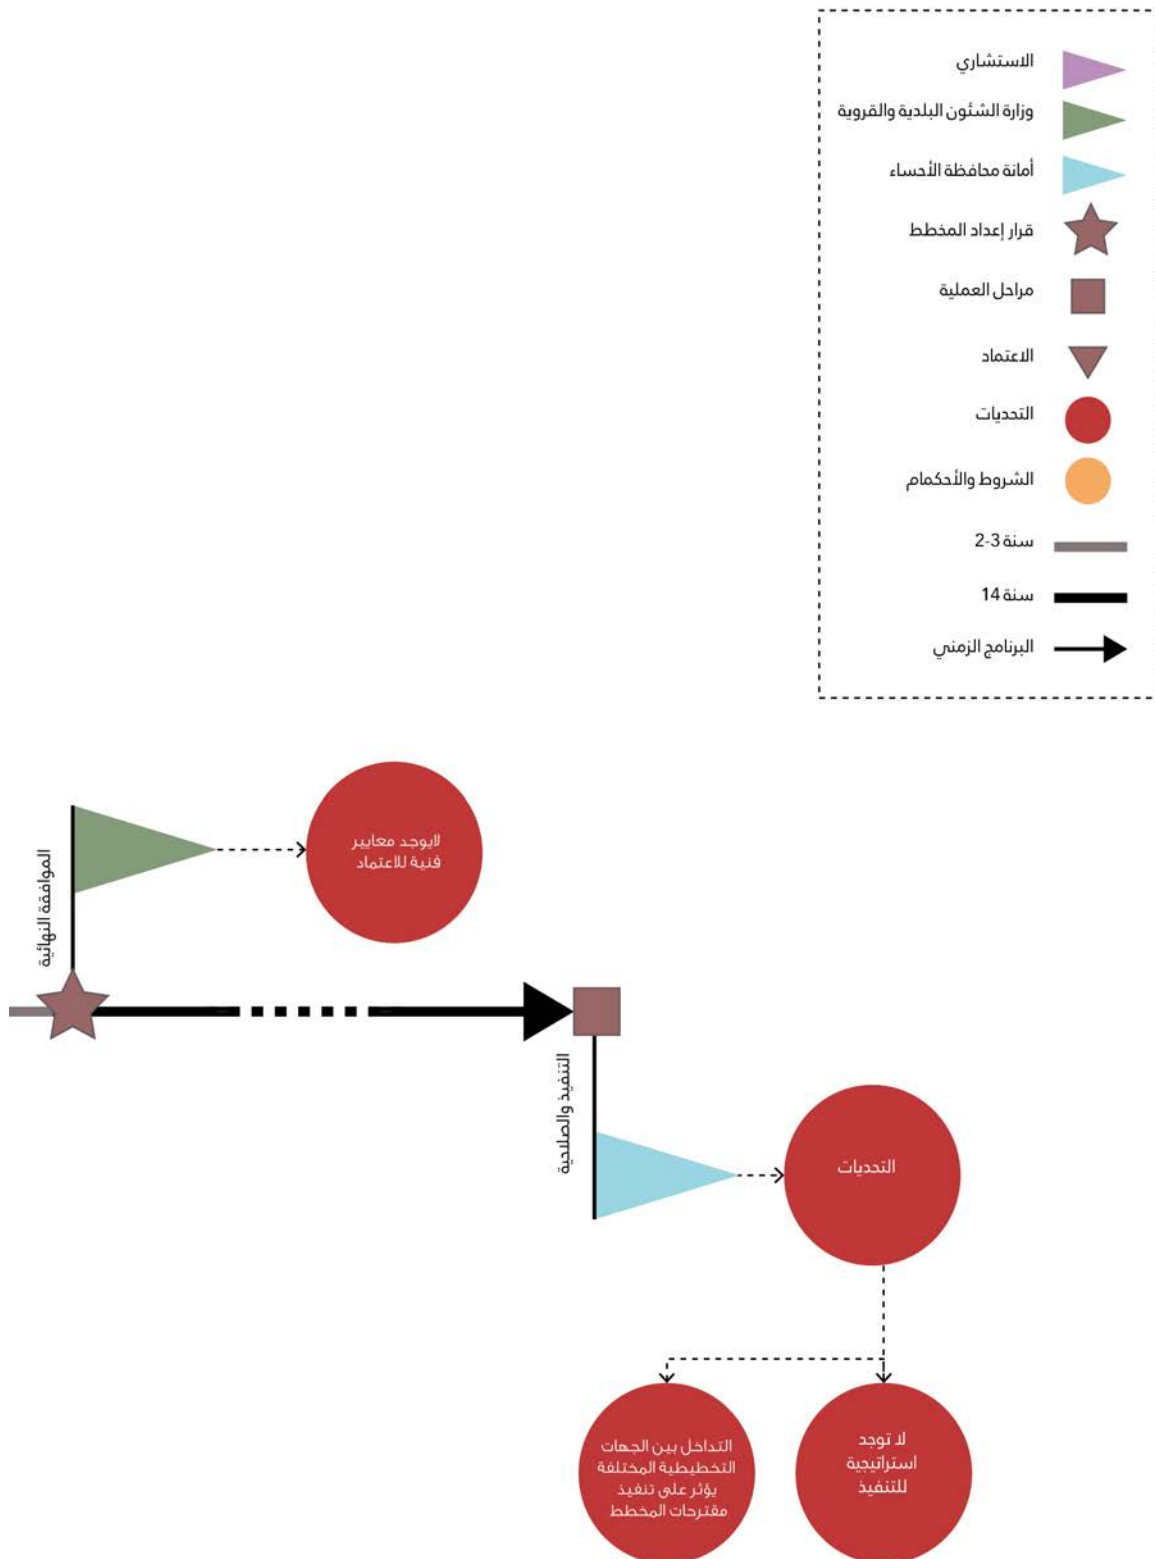 الاستشاري
وزارة الشئون البلدية والقروية
أمانة محافظة الأحساء
قرار إعداد المخطط
مراحل العملية
الاعتماد
التحديات
الشروط والأحكمام
سنة 3-2
سنة 14
البرنامج الزمني
لايوجد معايير
فنية للاعتماد
الموافقة النهائية
التنفيذ والصلاحية
التحديات
لا توجد
استراتيجية
للتنفيذ
التداخل بين الجهات
التخطيطية المختلفة
يؤثر على تنفيذ
مقترحات المخطط